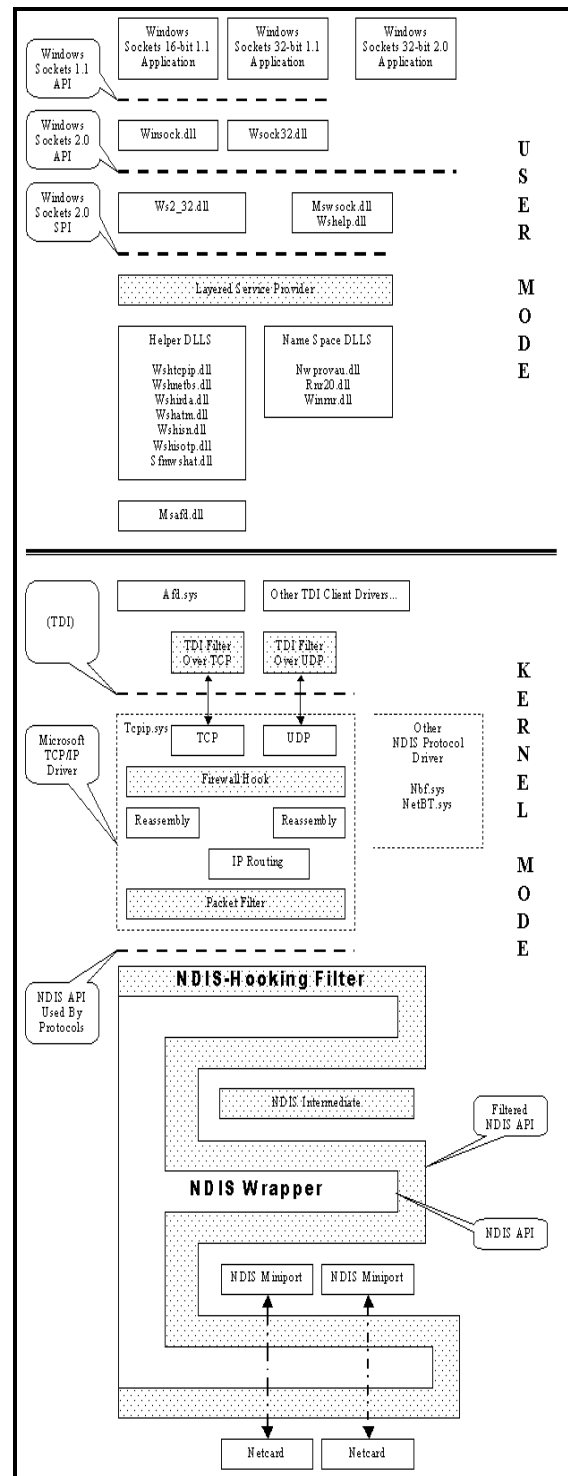 Windows
Sockets 1.1
API
Windows
Sockets 16-bit 1.1
Application
Windows
Sockets 32-bit 1.1
Application
Windows
Sockets 32-bit 2.0
Application
Windows
Sockets 2.0
API
Winsock.dll
Wsock32.dll
Windows
Sockets 2.0
SPI
Ws2_32.dll
Mswsock.dll
Wshelp.dll
Layered Service Provider
Helper DLLS
Wshtcpip.dll
Wshnetbs.dll
Wshirda.dll
Wshatm.dll
Wshisn.dll
Wshisotp.dll
Sfmwshat.dll
Name Space DLLS
Nwprovau.dll
Rnr20.dll
Winrnr.dll
Msafd.dll
USER MODE
(TDI)
Afd.sys
Other TDI Client Drivers...
TDI Filter
Over TCP
TDI Filter
Over UDP
Microsoft
TCP/IP
Driver
Tcpip.sys
TCP
UDP
Firewall Hook
Reassembly
Reassembly
IP Routing
Packet Filter
Other
NDIS Protocol
Driver
Nbf.sys
NetBT.sys
KERNEL MODE
NDIS API
Used By
Protocols
NDIS-Hooking Filter
NDIS Intermediate
Filtered
NDIS API
NDIS Wrapper
NDIS API
NDIS Miniport
NDIS Miniport
Netcard
Netcard